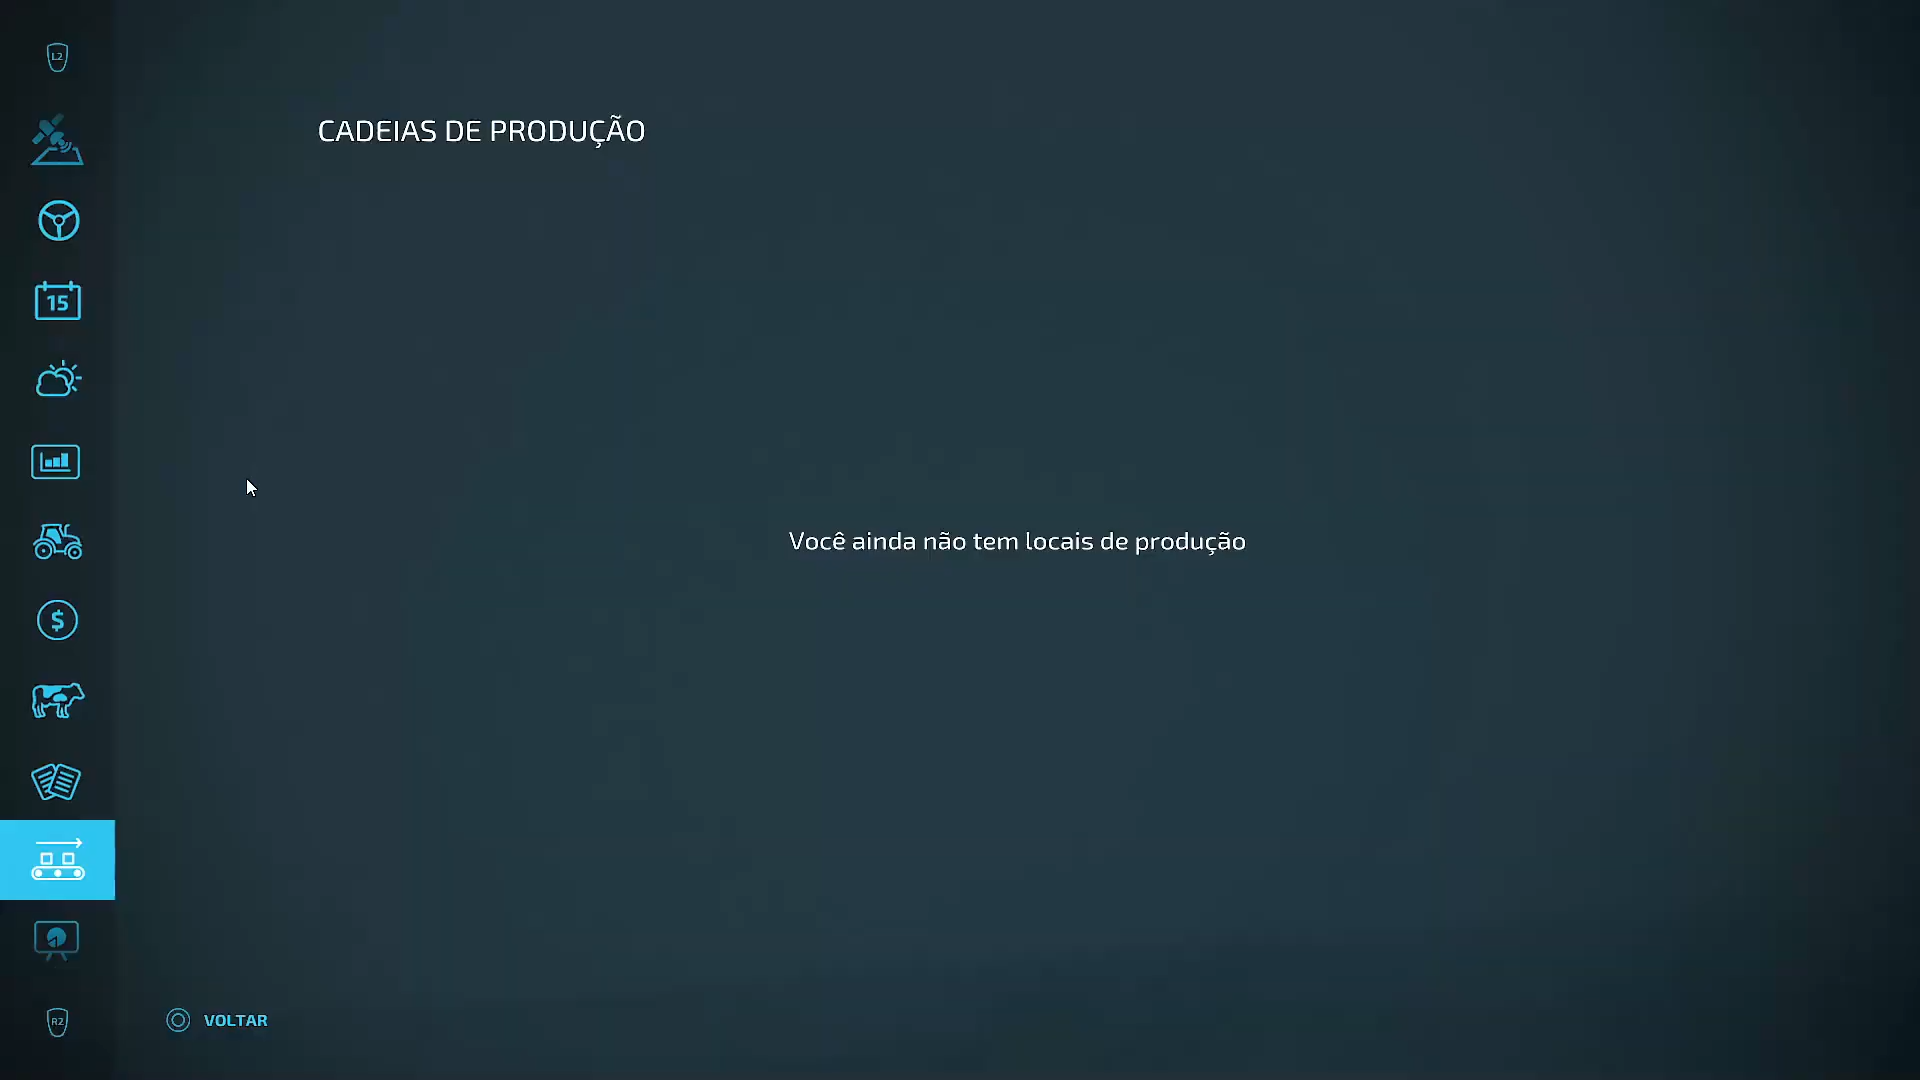 L2
CADEIAS DE PRODUÇÃO
15
$
Você ainda não tem locais de produção
R2
VOLTAR